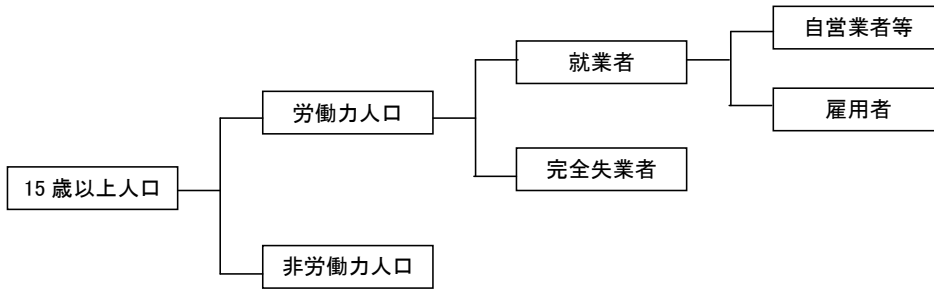 自営業者等
就業者
雇用者
労働力人口
完全失業者
15 歳以上人口
非労働力人口